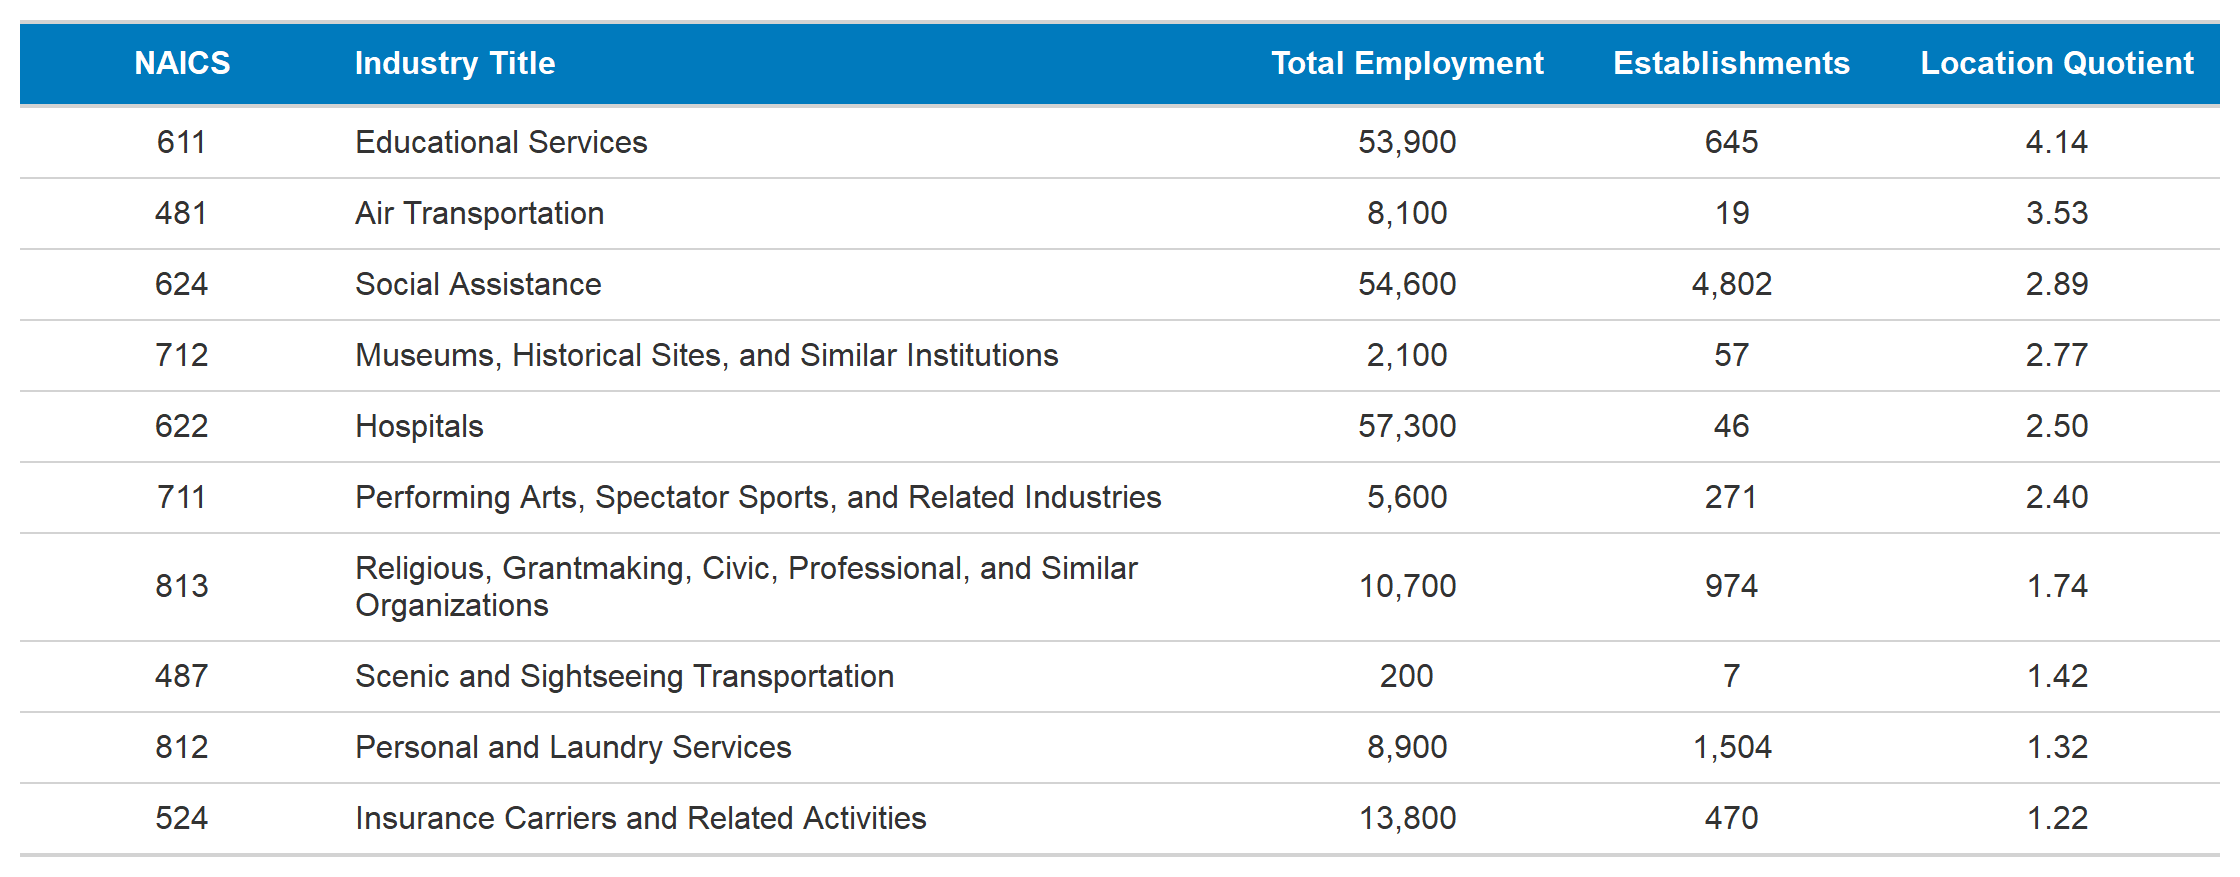 NAICS Industry Title Total Employment Establishments Location Quotient
611 Educational Services 53,900 645 4.14
481 Air Transportation 8,100 19 3.53
624 Social Assistance 54,600 4,802 2.89
712 Museums, Historical Sites, and Similar Institutions 2,100 57 2.77
622 Hospitals 57,300 46 2.50
711 Performing Arts, Spectator Sports, and Related Industries 5,600 271 2.40
813 Religious, Grantmaking, Civic, Professional, and Similar
Organizations 10,700 974 1.74
487 Scenic and Sightseeing Transportation 200 7 1.42
812 Personal and Laundry Services 8,900 1,504 1.32
524 Insurance Carriers and Related Activities 13,800 470 1.22